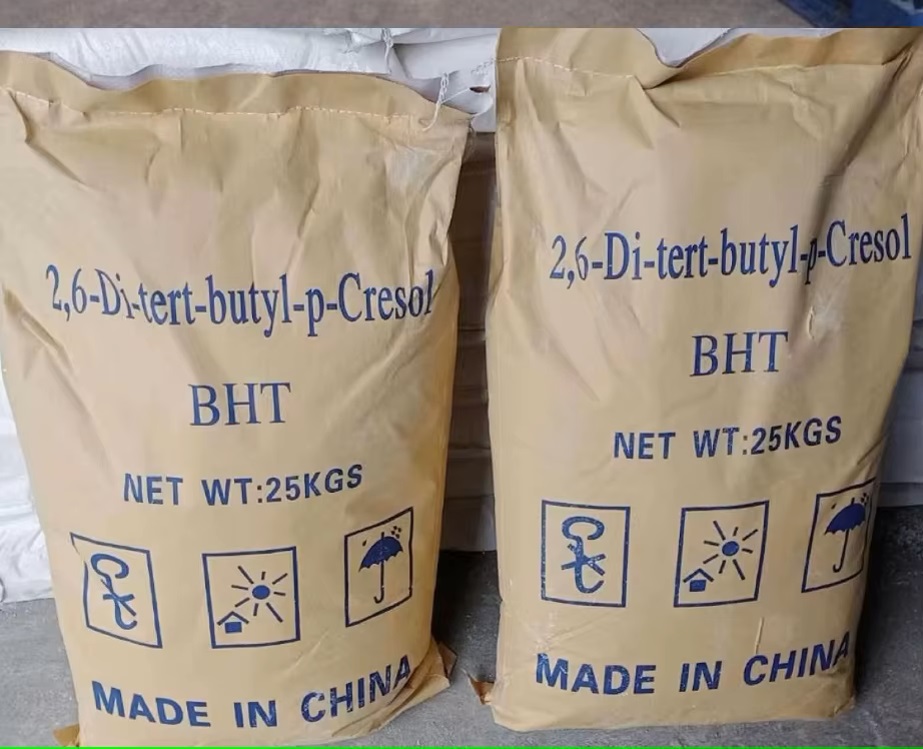 2,6-Di-tert-butyl-p-Cresol
BHT
NET WT:25KGS
MADE IN CHINA
2,6-Di-tert-butyl-p-Cresol
BHT
NET WT:25KGS
MADE IN CHINA